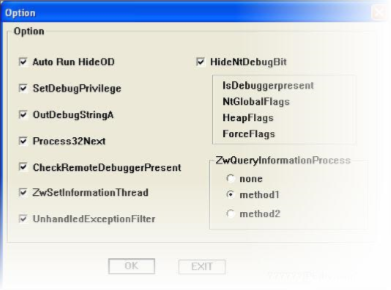 Option
Option
Auto Run HideOD
HideNtDebugBit
SetDebugPrivilege
IsDebuggerpresent
NtGlobalFlags
OutDebugStringA
HeapFlags
ForceFlags
Process32Next
CheckRemoteDebuggerPresent
ZwQueryInformationProcess
none
ZwSetInformationThread
method1
UnhandledExceptionFilter
method2
OK
EXIT